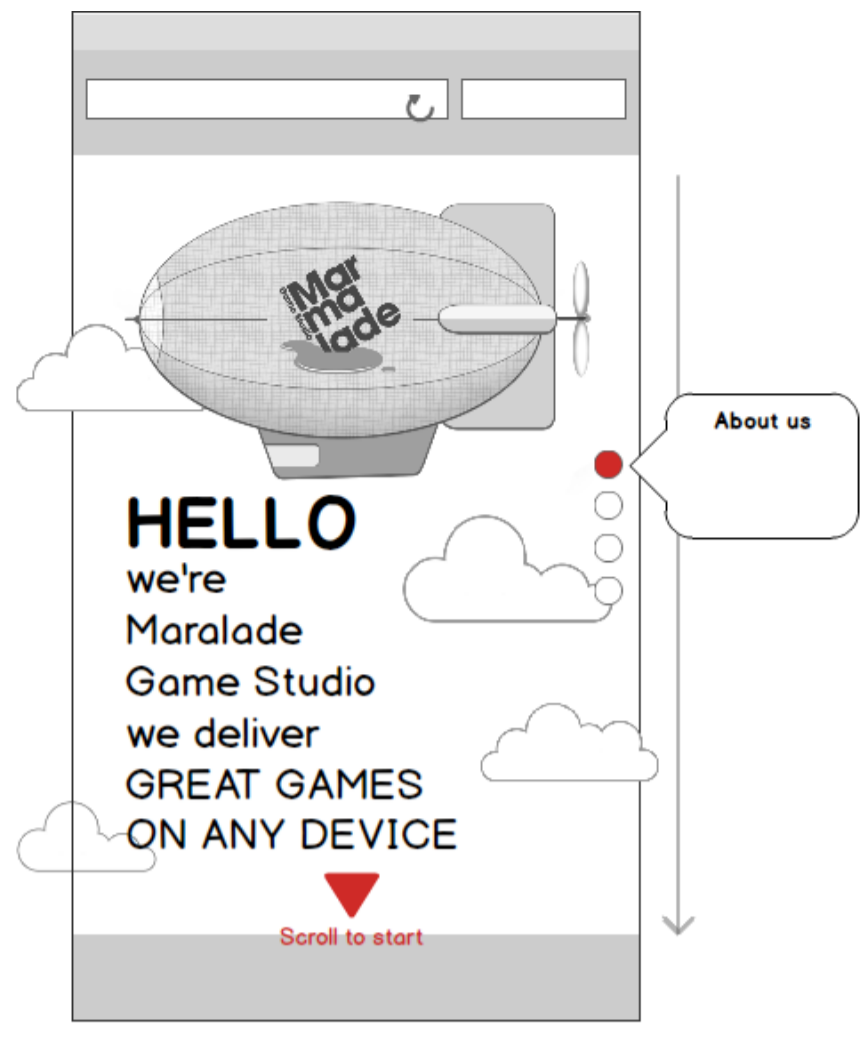 Mar
ma
lade
About us
HELLO
we're
Maralade
Game Studio
we deliver
GREAT GAMES
ON ANY DEVICE
Scroll to start